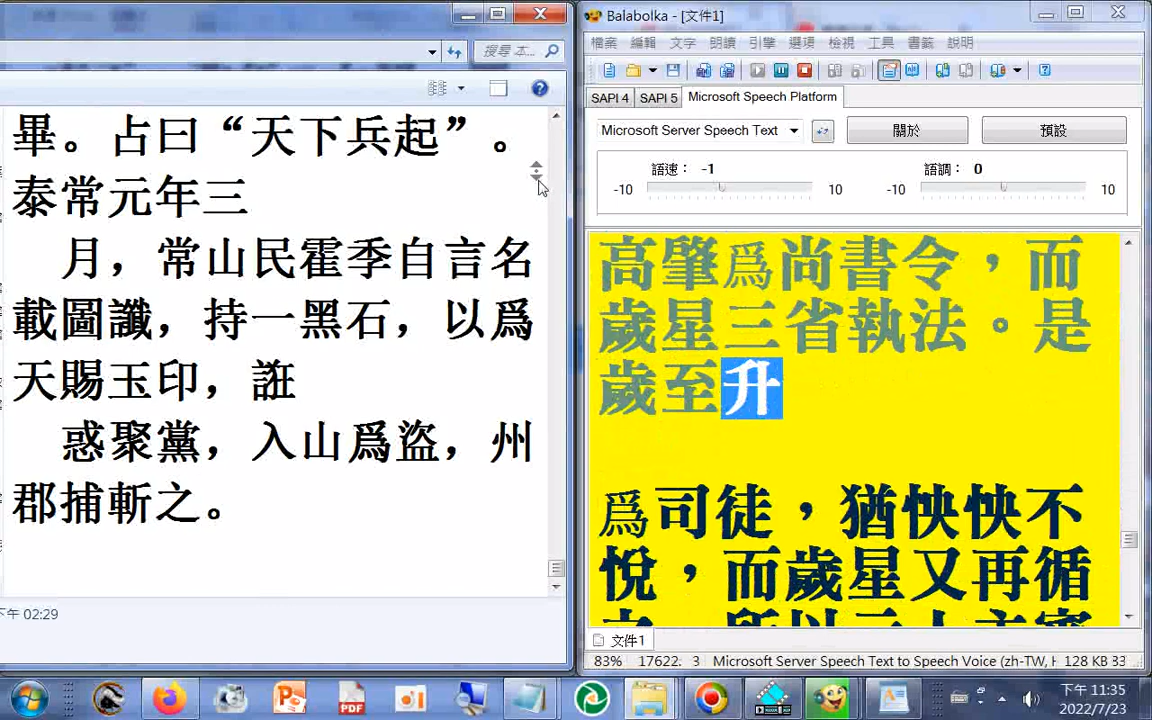 搜尋 本...
畢。占曰“天下兵起”。
泰常元年三
月，常山民霍季自言名
載圖讖，持一黑石，以爲
天賜玉印，誑
惑聚黨，入山爲盜，州
郡捕斬之。
下午 02:29
Balabolka - [文件1]
檔案 編輯 文字 朗讀 引擎 選項 檢視 工具 書籤 說明
SAPI 4 SAPI 5 Microsoft Speech Platform
Microsoft Server Speech Text 關於 預設
語速： -1 語調： 0
-10 10 -10 10
高肇爲尚書令，而
歲星三省執法。是
歲至升
爲司徒，猶怏怏不
悅，而歲星又再循
文件1
83% 17622. 3 Microsoft Server Speech Text to Speech Voice (zh-TW, H 128 KB 33
PDF
下午 11:35
2022/7/23